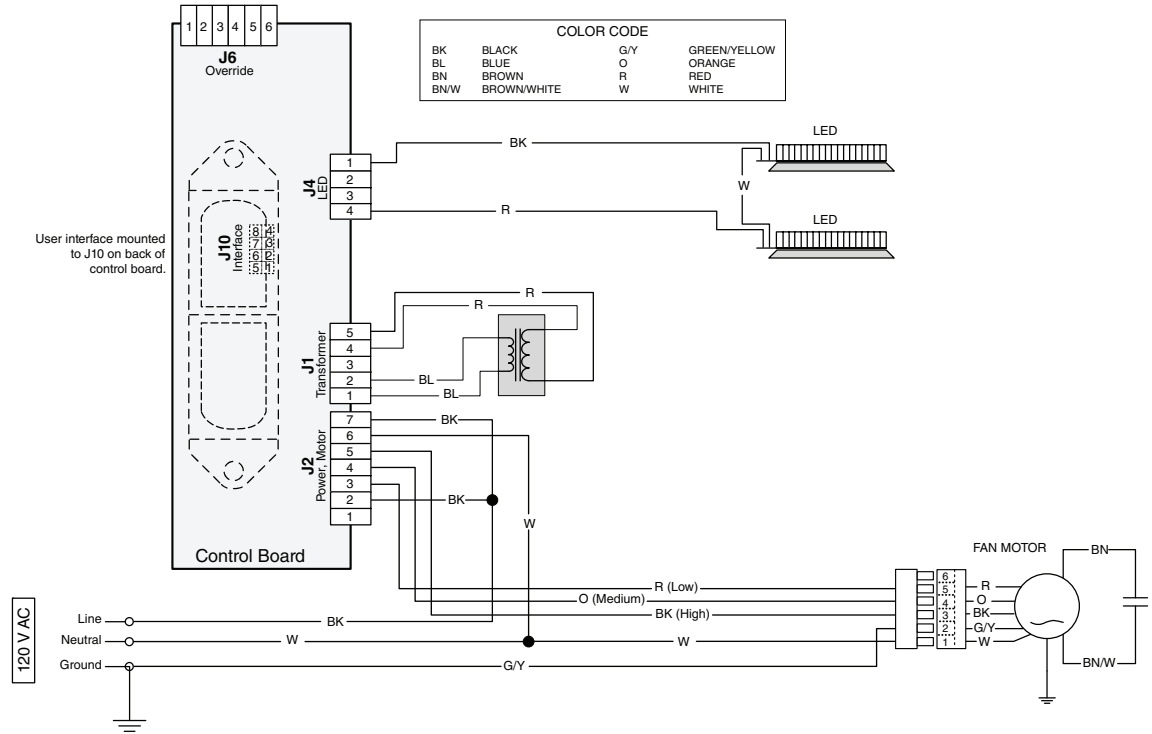 1 2 3 4 5 6
J6
Override
COLOR CODE
BK BLACK G/Y GREEN/YELLOW
BL BLUE O ORANGE
BN BROWN R RED
BN/W BROWN/WHITE W WHITE
LED
BK
W
LED
R
J4
LED
1
2
3
4
User interface mounted
to J10 on back of
control board.
J10
Interface
8 4
7 3
6 2
5 1
R
R
J1
Transformer
5
4
3
2
1
BL
BL
J2
Power, Motor
7
6
5
4
3
2
1
BK
BK
W
Control Board
FAN MOTOR
BN
R (Low)
O (Medium)
BK (High)
6
5
4
3
2
1
R
O
BK
G/Y
W
BN/W
120 V AC
Line
BK
Neutral
W
W
Ground
G/Y